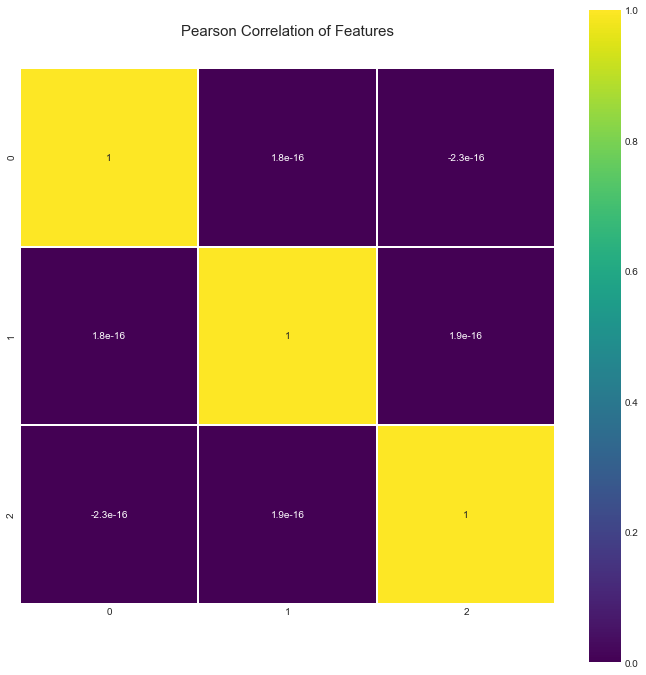 Pearson Correlation of Features
0 1 1.8e-16 -2.3e-16
1 1.8e-16 1 1.9e-16
2 -2.3e-16 1.9e-16 1
0 1 2
1.0
0.8
0.6
0.4
0.2
0.0